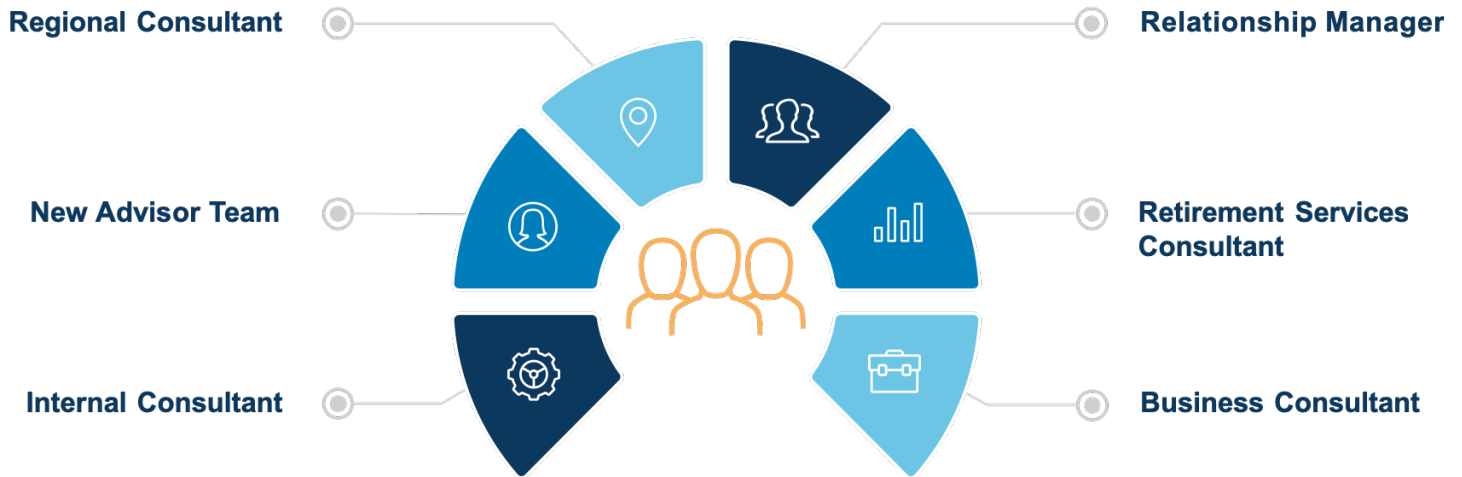 Regional Consultant
Relationship Manager
New Advisor Team
Retirement Services
Consultant
Internal Consultant
Business Consultant